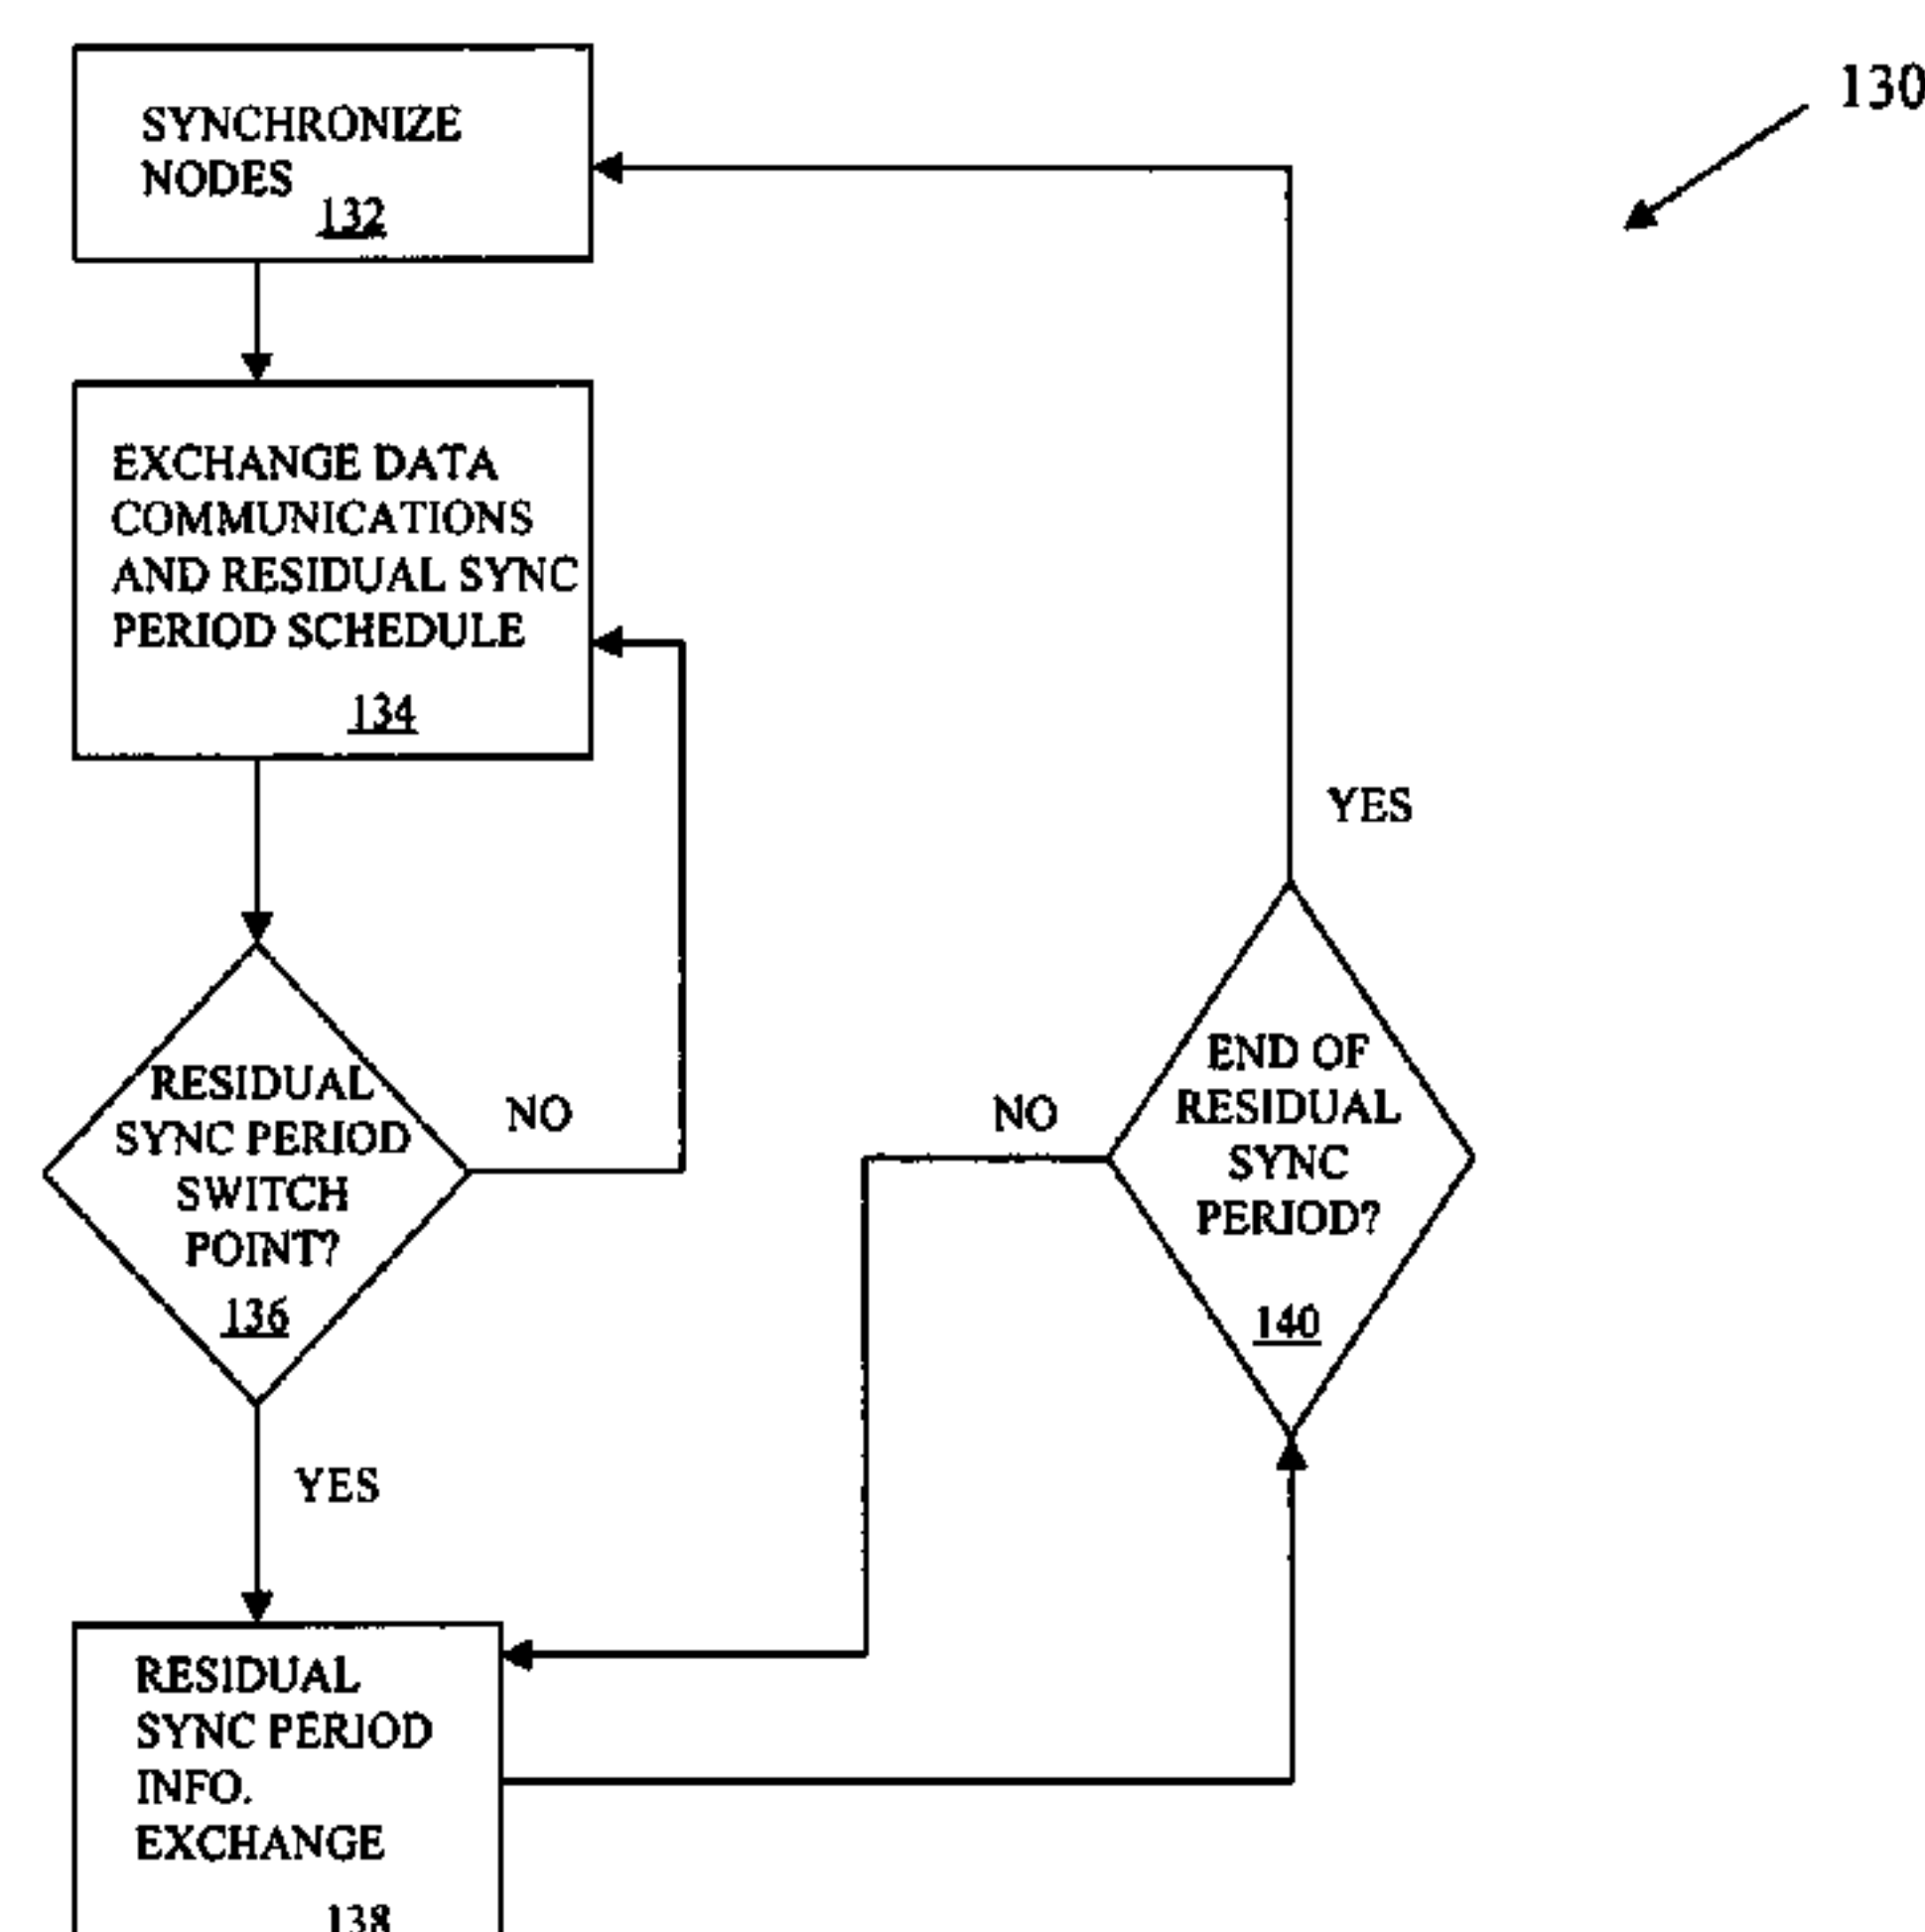 130
SYNCHRONIZE
NODES
132
EXCHANGE DATA
COMMUNICATIONS
AND RESIDUAL SYNC
PERIOD SCHEDULE
134
YES
RESIDUAL
SYNC PERIOD
SWITCH
POINT?
136
NO
NO
END OF
RESIDUAL
SYNC
PERIOD?
140
YES
RESIDUAL
SYNC PERIOD
INFO.
EXCHANGE
138